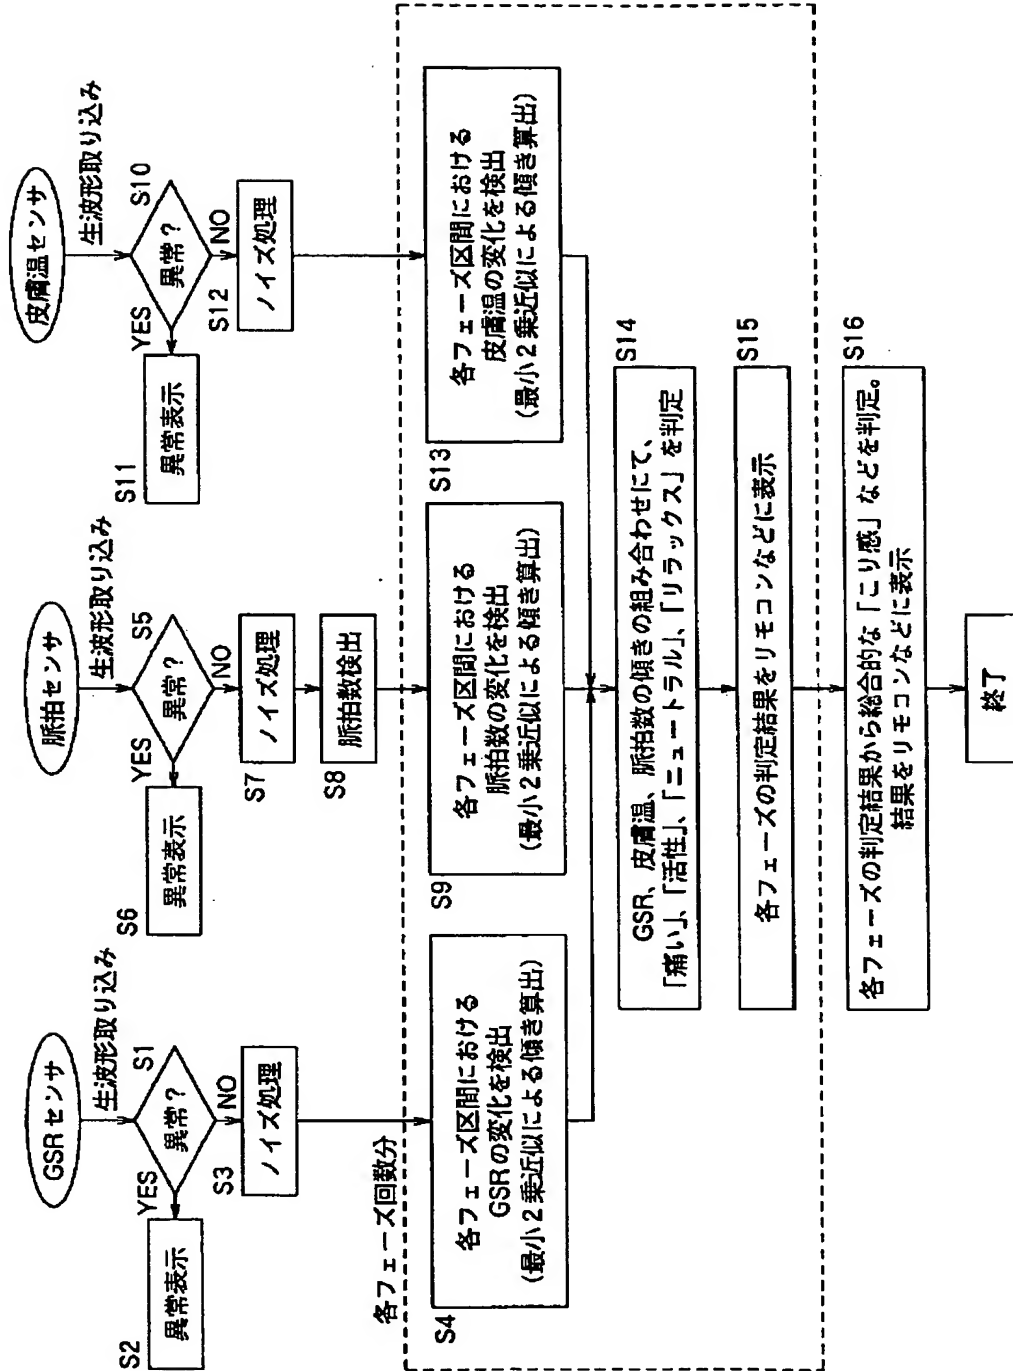 GSRセンサ
生波形取り込み
異常?
S1
YES
NO
異常表示
S2
S3
ノイズ処理
脈拍センサ
生波形取り込み
異常?
S5
YES
NO
異常表示
S6
S7
ノイズ処理
S8
脈拍数検出
皮膚温センサ
生波形取り込み
異常?
S10
YES
NO
異常表示
S11
S12
ノイズ処理
各フェーズ回数分
各フェーズ区間における
GSRの変化を検出
(最小2乗近似による傾き算出)
S4
各フェーズ区間における
脈拍数の変化を検出
(最小2乗近似による傾き算出)
S9
各フェーズ区間における
皮膚温の変化を検出
(最小2乗近似による傾き算出)
S13
GSR、皮膚温、脈拍数の傾きの組み合わせにて、
「痛い」、「活性」、「ニュートラル」、「リラックス」を判定
S14
各フェーズの判定結果をリモコンなどに表示
S15
各フェーズの判定結果から総合的な「こり感」などを判定。
結果をリモコンなどに表示
S16
終了